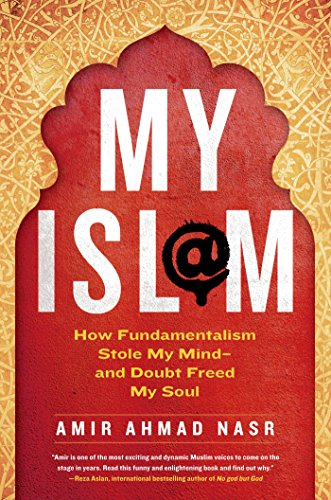 MY
ISL@M
How Fundamentalism
Stole My Mind–
and Doubt Freed
My Soul
AMIR AHMAD NASR
"Amir is one of the most exciting and dynamic Muslim voices to come on the
stage in years. Read this funny and enlightening book and find out why."
—Reza Aslan, international bestselling author of No god but God